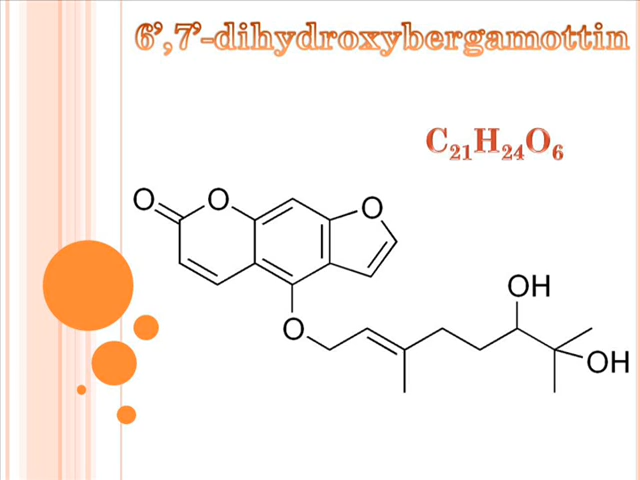 6',7'-dihydroxybergamottin
C₂₁H₂₄O₆
O O O
OH
O
OH